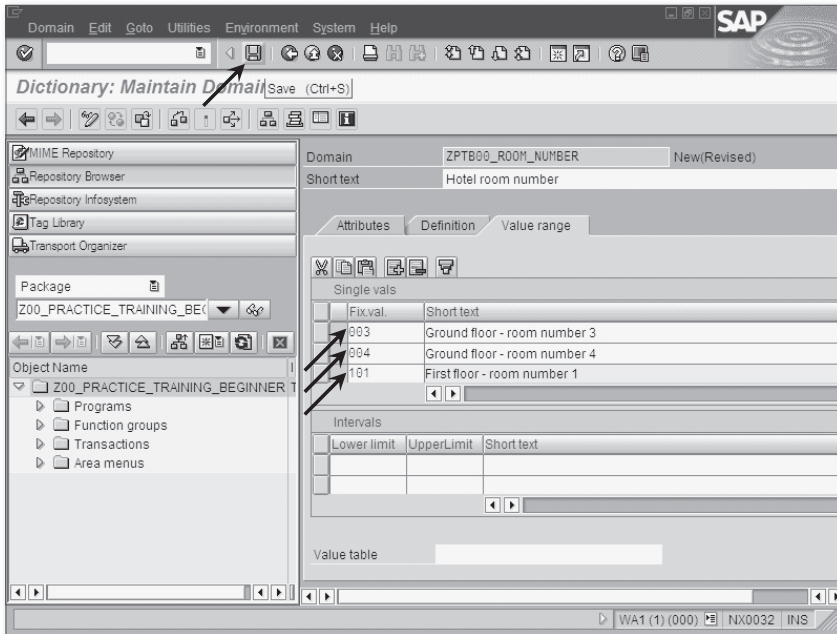 Domain Edit Goto Utilities Environment System Help
SAP
Dictionary: Maintain Domai
Save (Ctrl+S)
MIME Repository
Repository Browser
Repository Infosystem
Tag Library
Transport Organizer
Package
Z00_PRACTICE_TRAINING_BE(
Object Name
Z00_PRACTICE_TRAINING_BEGINNER T
Programs
Function groups
Transactions
Area menus
Domain ZPTB00_ROOM_NUMBER New(Revised)
Short text Hotel room number
Attributes Definition Value range
Single vals
Fix.val. Short text
003 Ground floor - room number 3
004 Ground floor - room number 4
101 First floor - room number 1
Intervals
Lower limit UpperLimit Short text
Value table
WA1 (1) (000) NX0032 INS